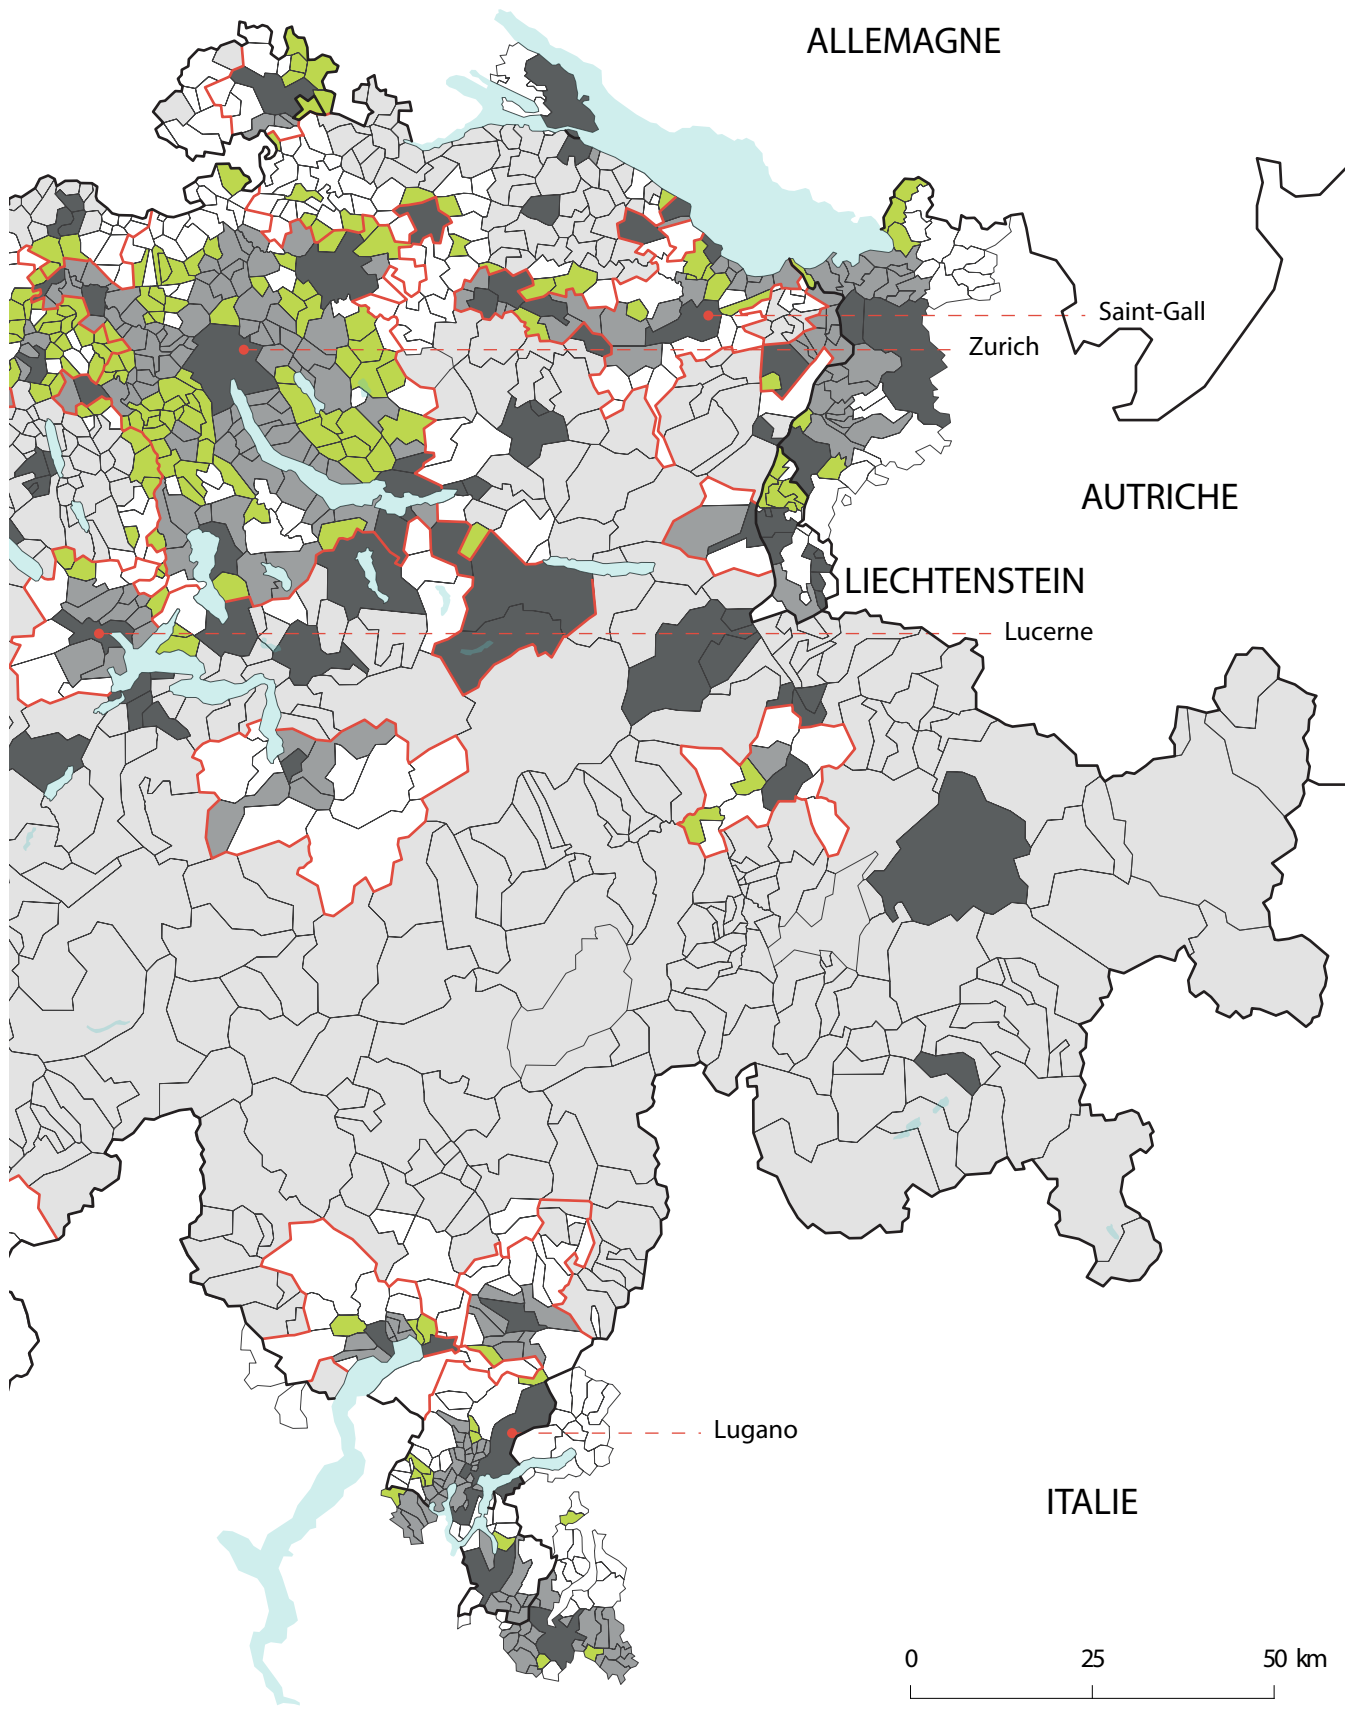 ALLEMAGNE
Saint-Gall
Zurich
AUTRICHE
LIECHTENSTEIN
Lucerne
Lugano
ITALIE
0 25 50 km